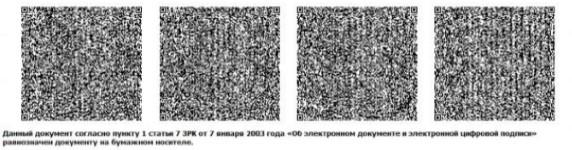 Данный документ согласно пункту 1 статьи 7 ЗРК от 7 января 2003 года «Об электронном документе и электронной цифровой подписи»
равнозначен документу на бумажном носителе.